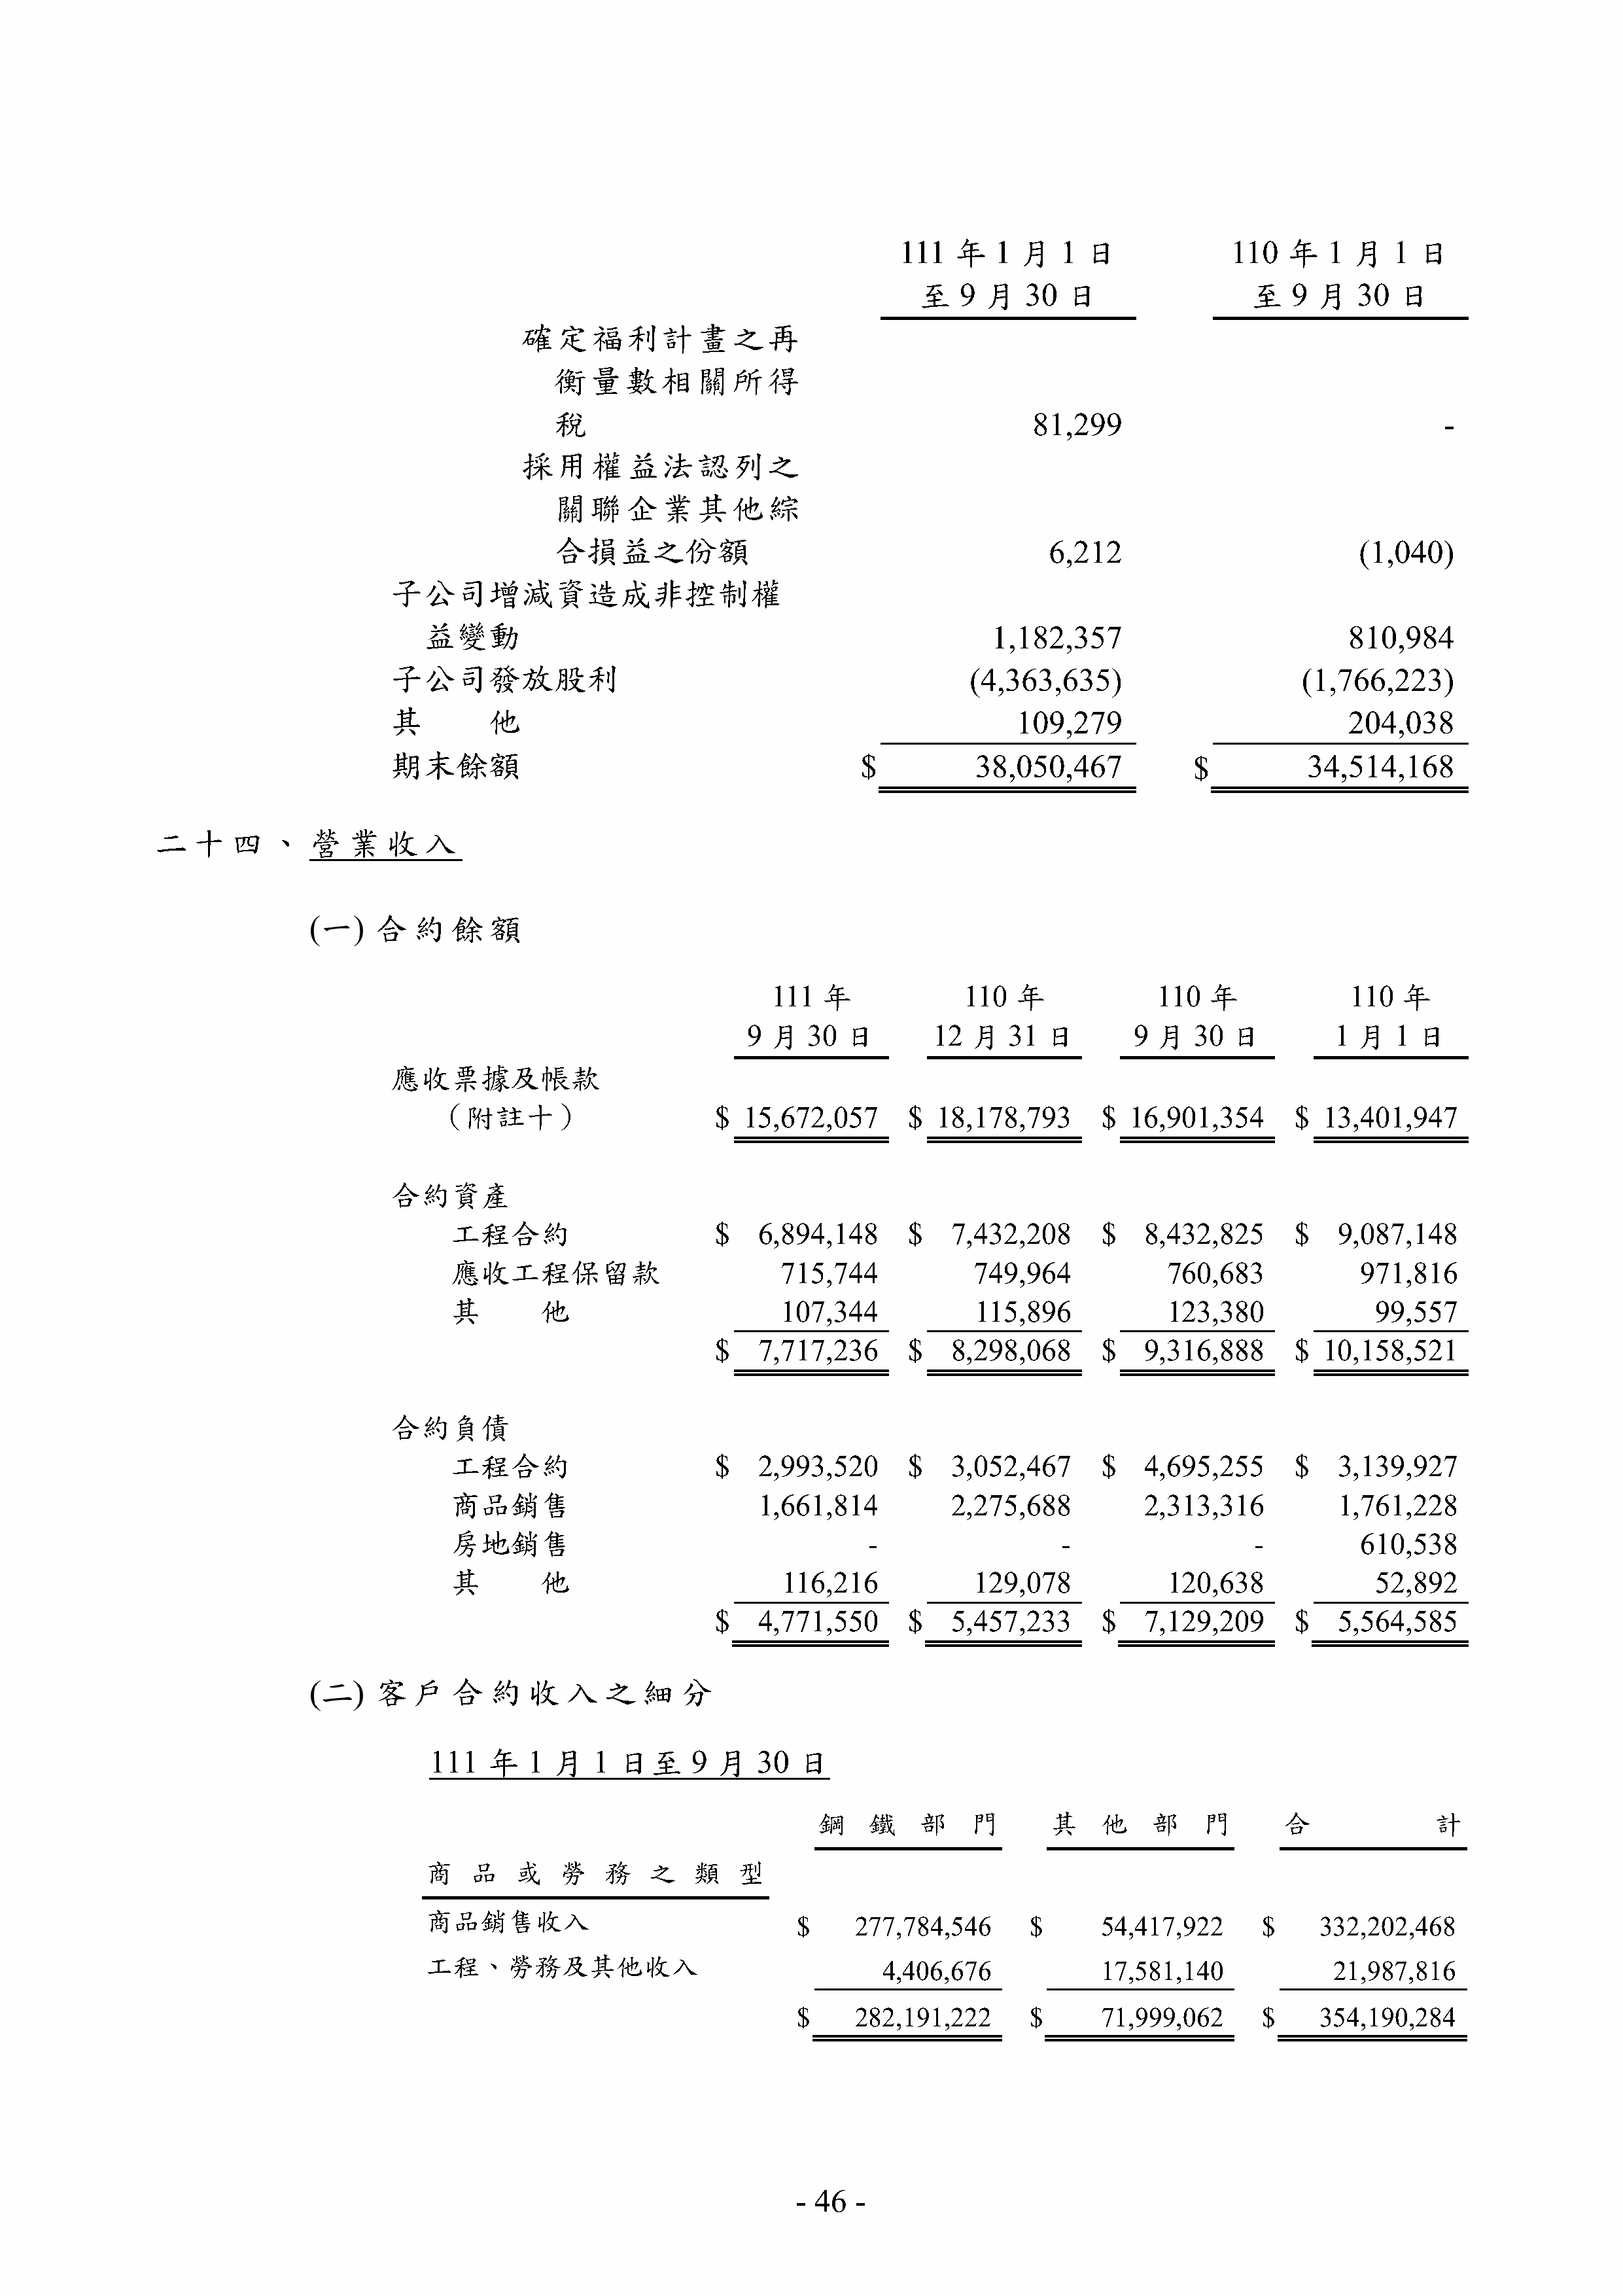 111 年 1 月 1 日 110 年 1 月 1 日
至 9 月 30 日 至 9 月 30 日
確定福利計畫之再
衡量數相關所得
稅 81,299 -
採用權益法認列之
關聯企業其他綜
合損益之份額 6,212 (1,040)
子公司增減資造成非控制權
益變動 1,182,357 810,984
子公司發放股利 (4,363,635) (1,766,223)
其 他 109,279 204,038
期末餘額 $ 38,050,467 $ 34,514,168
二十四、營業收入
(一) 合約餘額
111 年 110 年 110 年 110 年
9 月 30 日 12 月 31 日 9 月 30 日 1 月 1 日
應收票據及帳款
（附註十） $ 15,672,057 $ 18,178,793 $ 16,901,354 $ 13,401,947
合約資產
工程合約 $ 6,894,148 $ 7,432,208 $ 8,432,825 $ 9,087,148
應收工程保留款 715,744 749,964 760,683 971,816
其 他 107,344 115,896 123,380 99,557
$ 7,717,236 $ 8,298,068 $ 9,316,888 $ 10,158,521
合約負債
工程合約 $ 2,993,520 $ 3,052,467 $ 4,695,255 $ 3,139,927
商品銷售 1,661,814 2,275,688 2,313,316 1,761,228
房地銷售 - - - 610,538
其 他 116,216 129,078 120,638 52,892
$ 4,771,550 $ 5,457,233 $ 7,129,209 $ 5,564,585
(二) 客戶合約收入之細分
111 年 1 月 1 日至 9 月 30 日
鋼鐵部門 其他部門 合 計
商品或勞務之類型
商品銷售收入 $ 277,784,546 $ 54,417,922 $ 332,202,468
工程、勞務及其他收入 4,406,676 17,581,140 21,987,816
$ 282,191,222 $ 71,999,062 $ 354,190,284
- 46 -